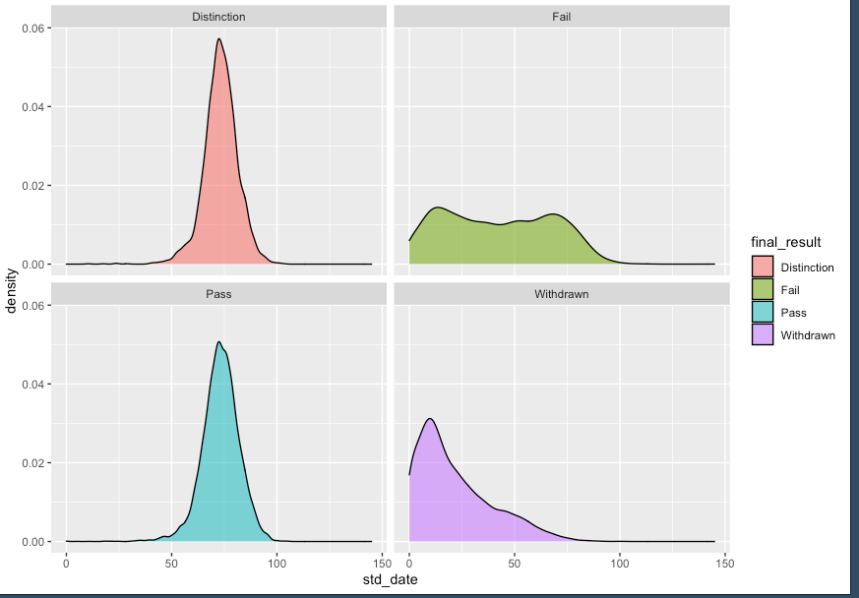 Distinction
Fail
0.06
0.04
0.02
0.00
Pass
Withdrawn
0.06
0.04
0.02
0.00
0
50
100
150
0
50
100
150
std_date
density
final_result
Distinction
Fail
Pass
Withdrawn